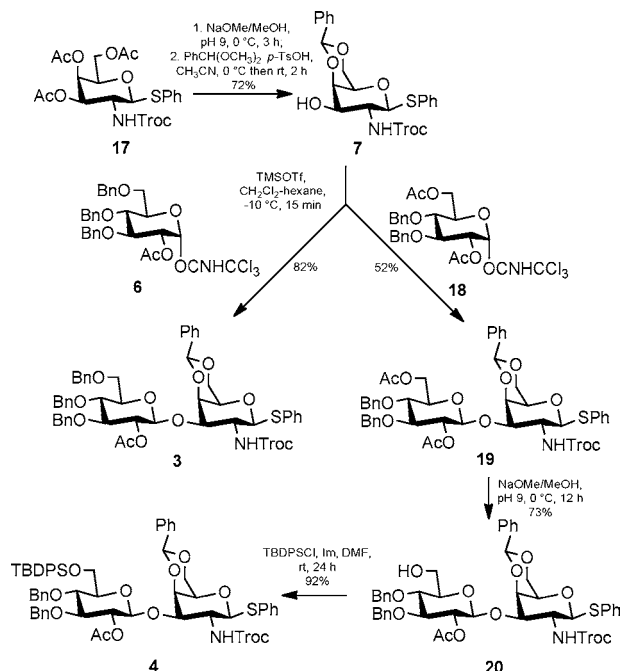 OAc
AcO
O
AcO
SPh
NHTroc
17
1. NaOMe/MeOH,
pH 9, 0 °C, 3 h;
2. PhCH(OCH3)2 p-TsOH,
CH3CN, 0 °C then rt, 2 h
72%
Ph
O
O
O
HO
SPh
NHTroc
7
TMSOTf,
CH2Cl2-hexane,
-10 °C, 15 min
BnO
O
BnO
BnO
AcO
OCNHCCl3
6
82%
52%
AcO
O
BnO
BnO
AcO
OCNHCCl3
18
Ph
O
O
BnO
O
O
BnO
BnO
O
SPh
AcO
NHTroc
3
Ph
O
O
AcO
O
O
BnO
BnO
O
SPh
AcO
NHTroc
19
NaOMe/MeOH,
pH 9, 0 °C, 12 h
73%
Ph
O
O
TBDPSO
O
O
BnO
BnO
O
SPh
AcO
NHTroc
4
TBDPSCl, Im, DMF,
rt, 24 h
92%
Ph
O
O
HO
O
O
BnO
BnO
O
SPh
AcO
NHTroc
20